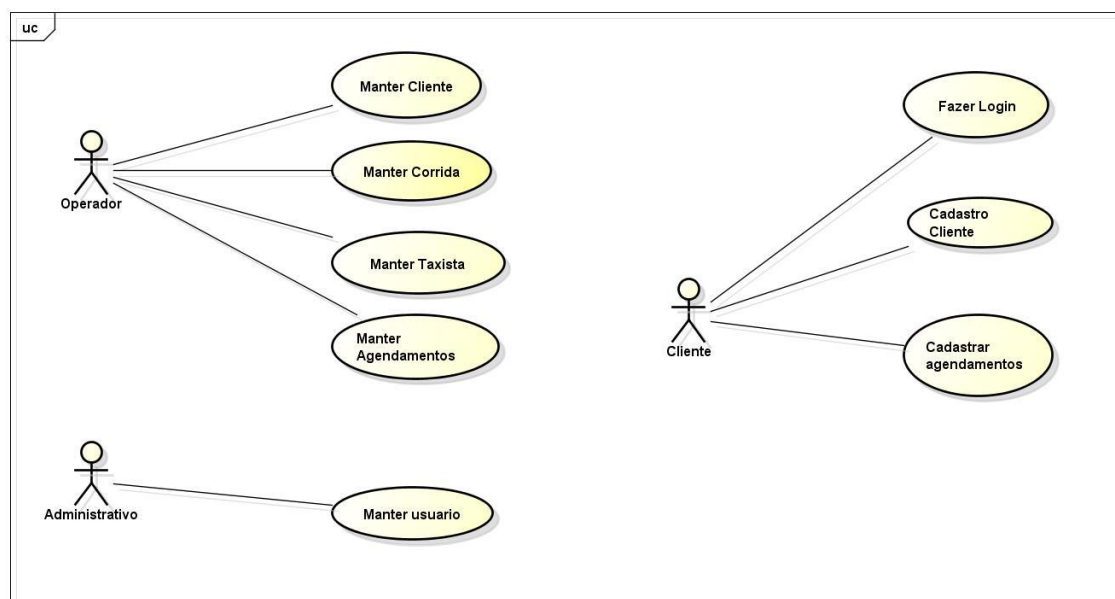 uc
Manter Cliente
Manter Corrida
Operador
Manter Taxista
Manter
Agendamentos
Administrativo
Manter usuario
Fazer Login
Cadastro
Cliente
Cliente
Cadastrar
agendamentos